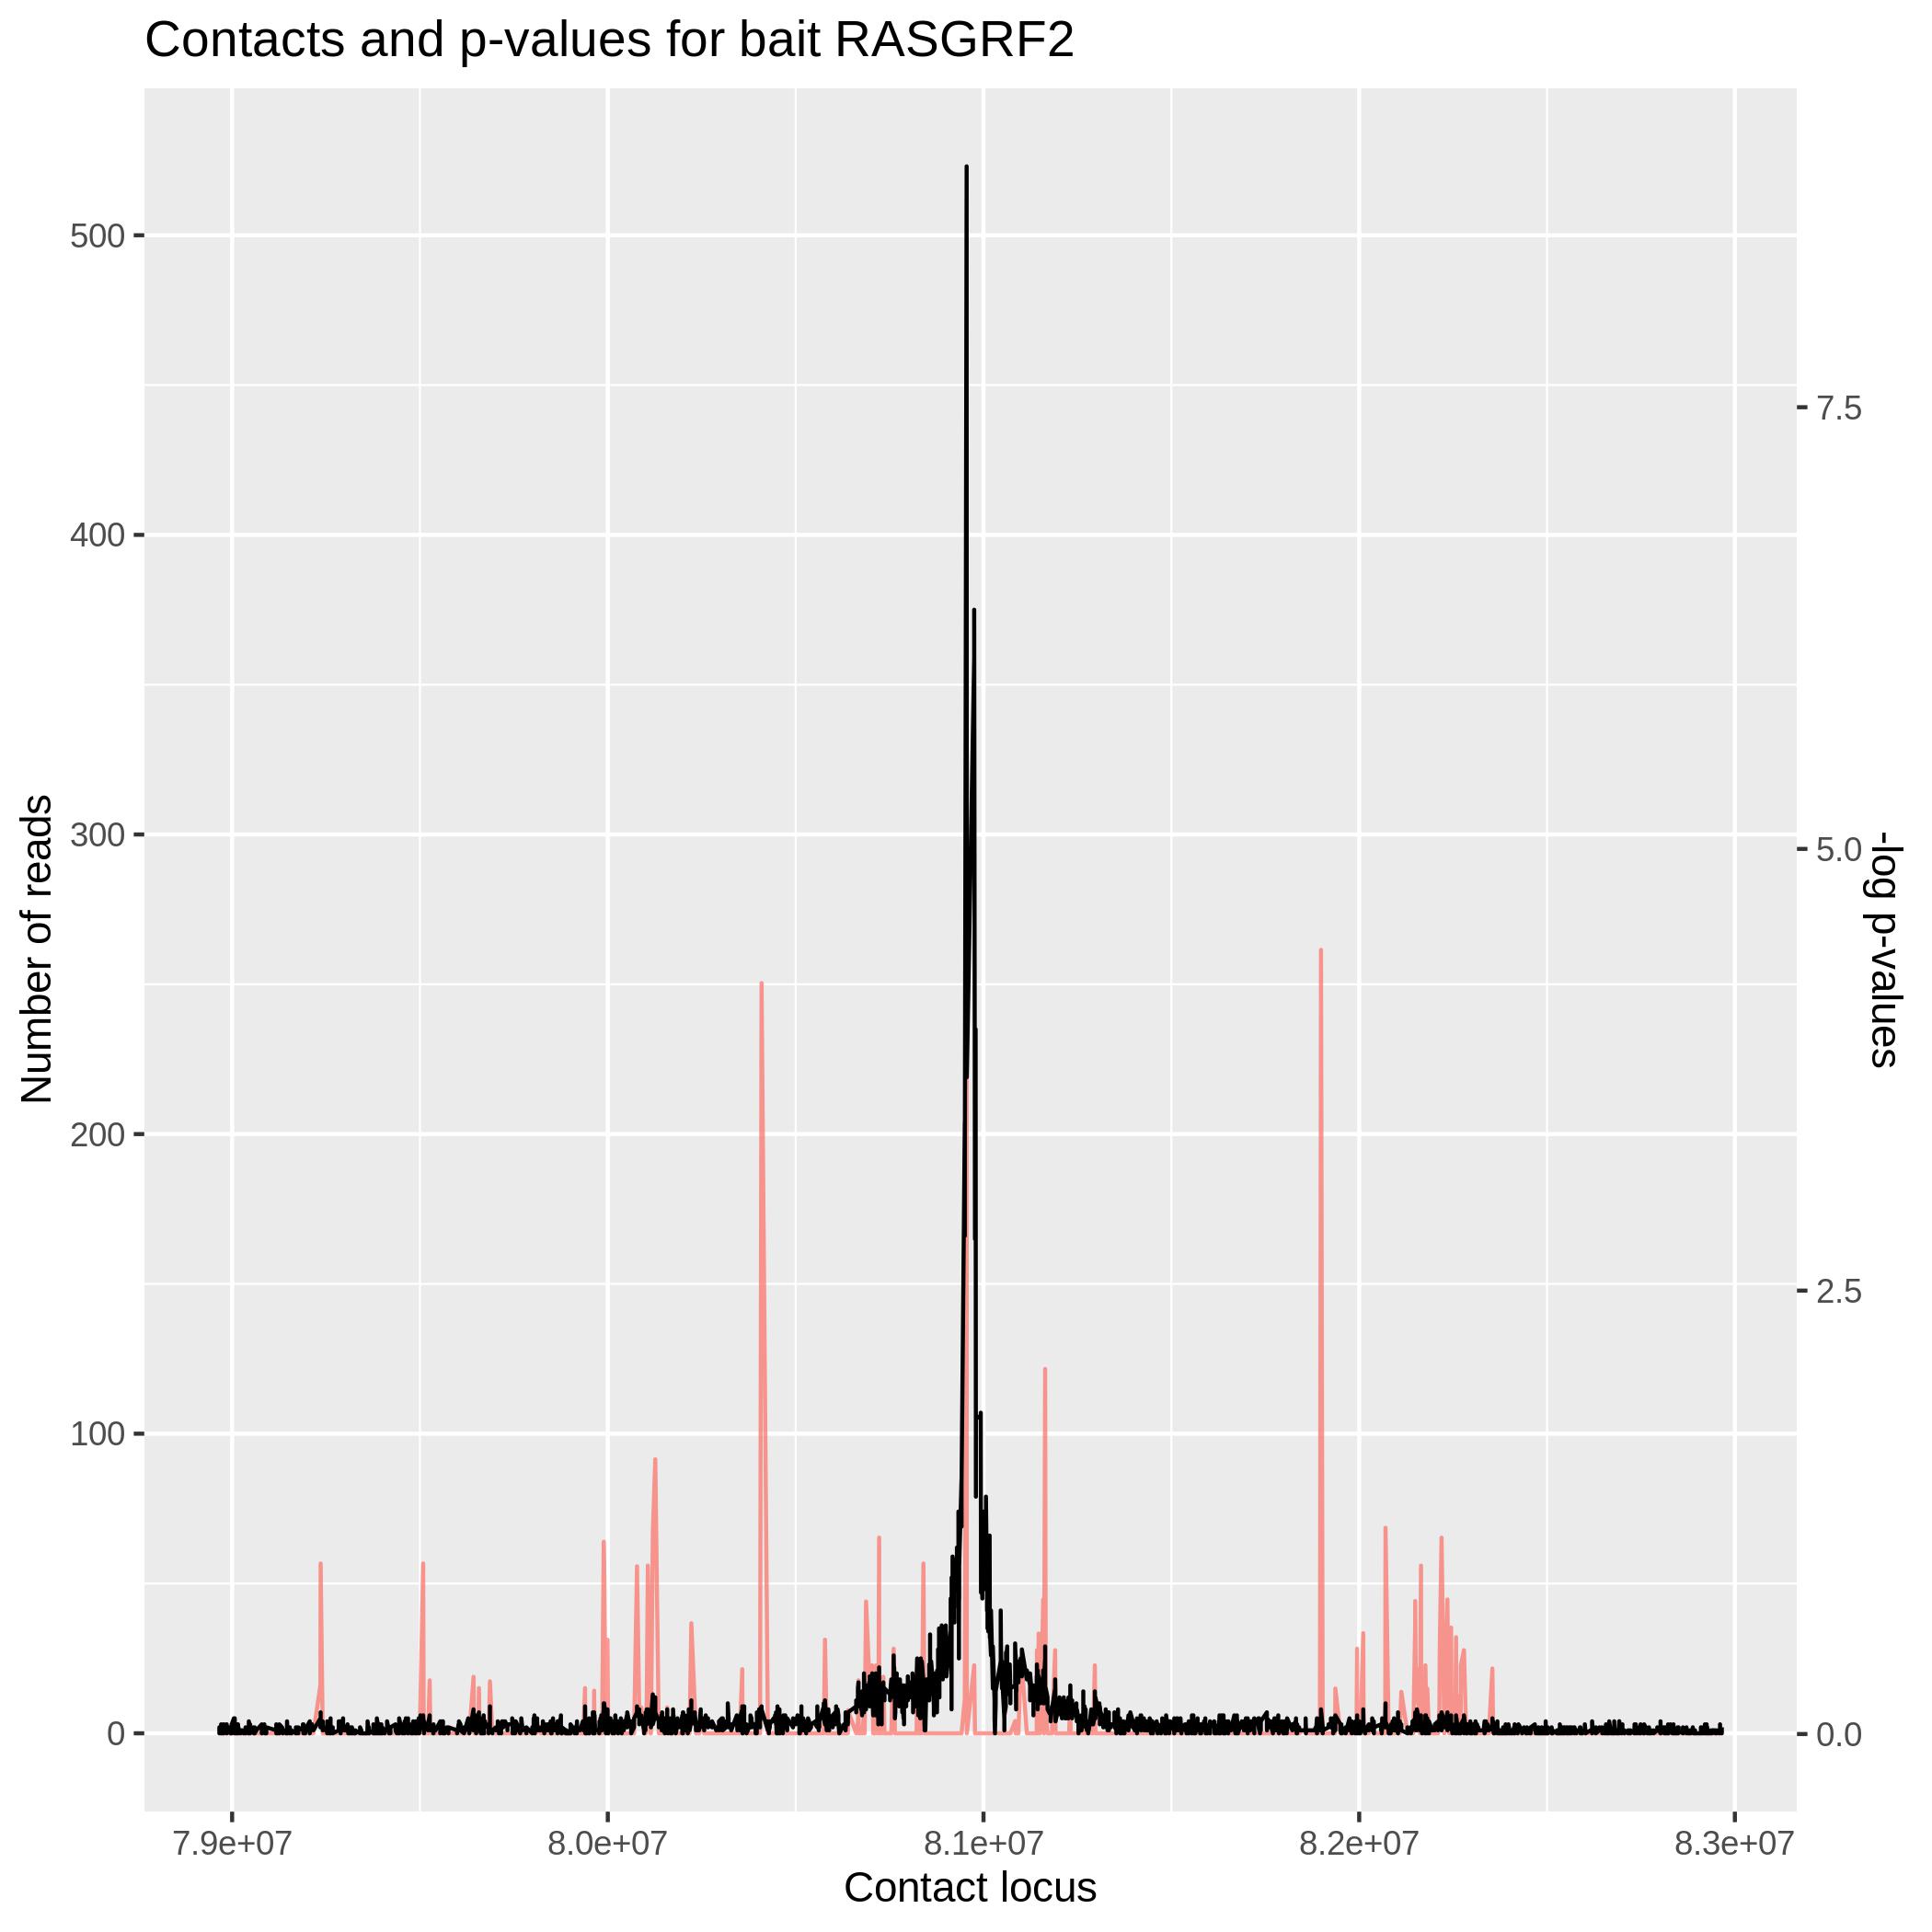 Contacts and p-values for bait RASGRF2
Number of reads
500
400
300
200
100
0
7.5
5.0
2.5
0.0
-log p-values
7.9e+07
8.0e+07
8.1e+07
8.2e+07
8.3e+07
Contact locus